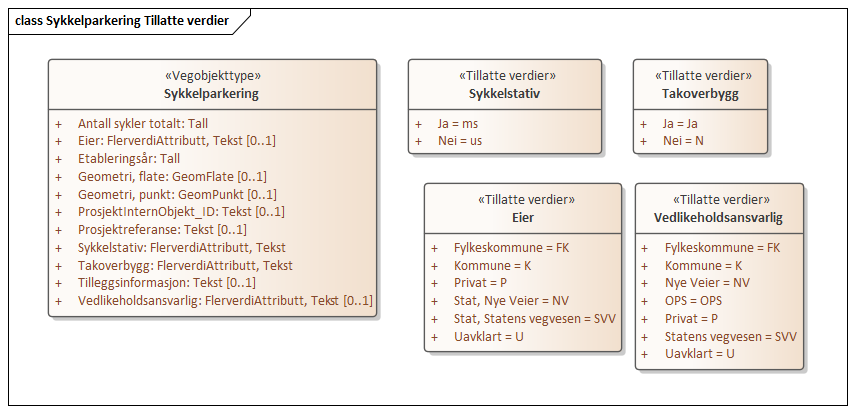 class Sykkelparkering Tillatte verdier
«Vegobjekttype»
Sykkelparkering
+ Antall sykler totalt: Tall
+ Eier: FlerverdiAttributt, Tekst [0..1]
+ Etableringsår: Tall
+ Geometri, flate: GeomFlate [0..1]
+ Geometri, punkt: GeomPunkt [0..1]
+ ProsjektInternObjekt_ID: Tekst [0..1]
+ Prosjektreferanse: Tekst [0..1]
+ Sykkelstativ: FlerverdiAttributt, Tekst
+ Takoverbygg: FlerverdiAttributt, Tekst
+ Tilleggsinformasjon: Tekst [0..1]
+ Vedlikeholdsansvarlig: FlerverdiAttributt, Tekst [0..1]
«Tillatte verdier»
Sykkelstativ
+ Ja = ms
+ Nei = us
«Tillatte verdier»
Takoverbygg
+ Ja = Ja
+ Nei = N
«Tillatte verdier»
Eier
+ Fylkeskommune = FK
+ Kommune = K
+ Privat = P
+ Stat, Nye Veier = NV
+ Stat, Statens vegvesen = SVV
+ Uavklart = U
«Tillatte verdier»
Vedlikeholdsansvarlig
+ Fylkeskommune = FK
+ Kommune = K
+ Nye Veier = NV
+ OPS = OPS
+ Privat = P
+ Statens vegvesen = SVV
+ Uavklart = U